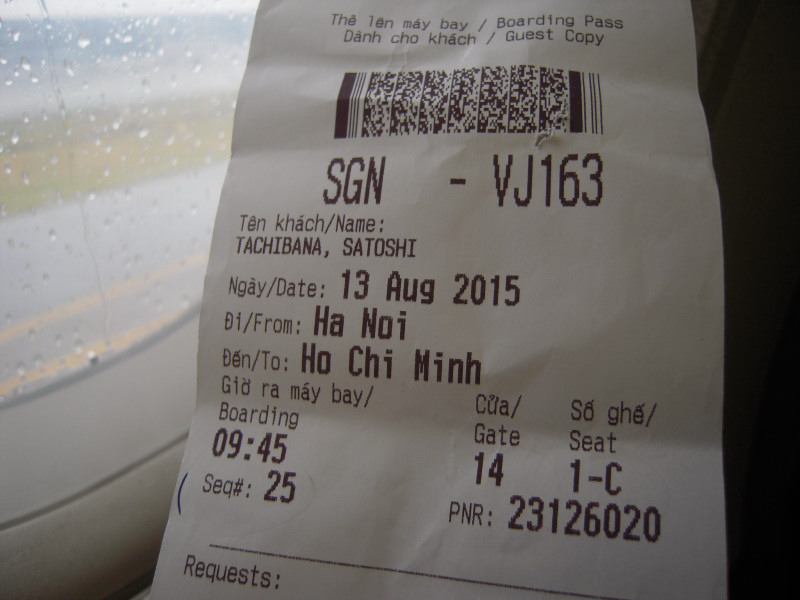 Thẻ lên máy bay / Boarding Pass
Dành cho khách / Guest Copy
SGN - VJ163
Tên khách/Name:
TACHIBANA, SATOSHI
Ngày/Date: 13 Aug 2015
Đi/From: Ha Noi
Đến/To: Ho Chi Minh
Giờ ra máy bay/ Cửa/ Số ghế/
Boarding Gate Seat
09:45 14 1-C
Seq#: 25 PNR: 23126020
Requests: